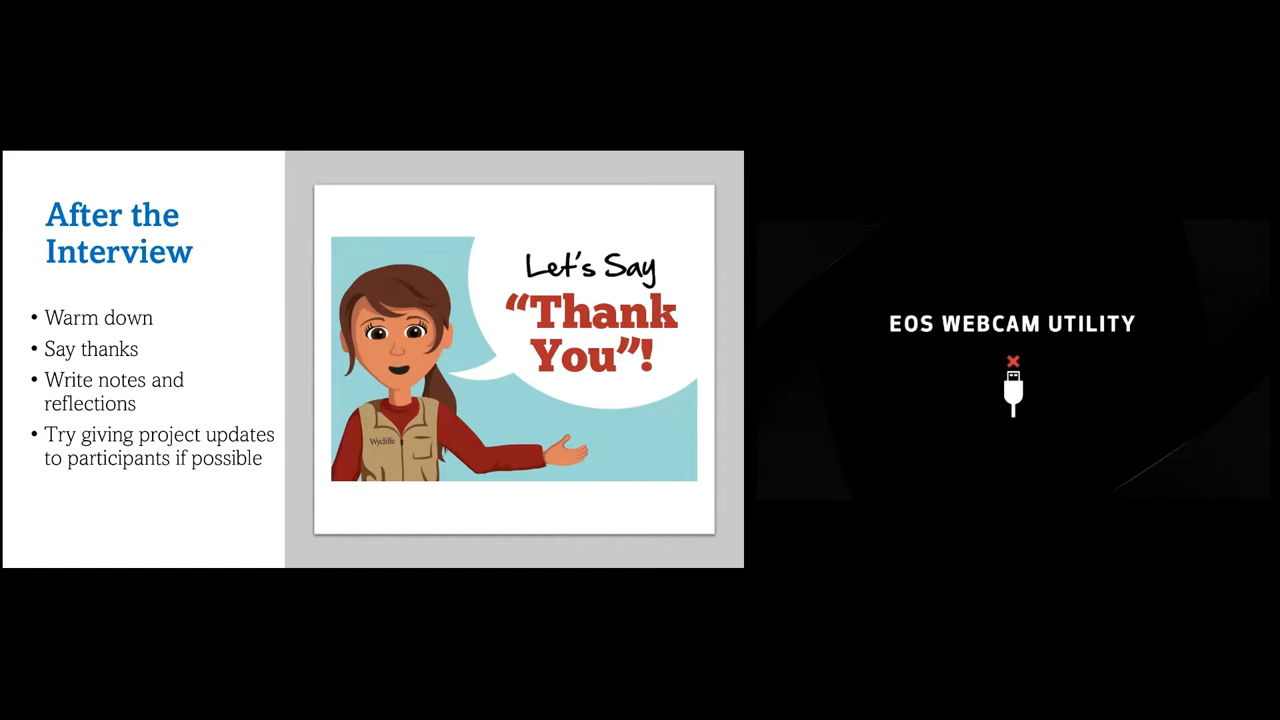 After the
Interview
• Warm down
• Say thanks
• Write notes and
reflections
• Try giving project updates
to participants if possible
Let's Say
“Thank
You”!
Wycliffe
EOS WEBCAM UTILITY